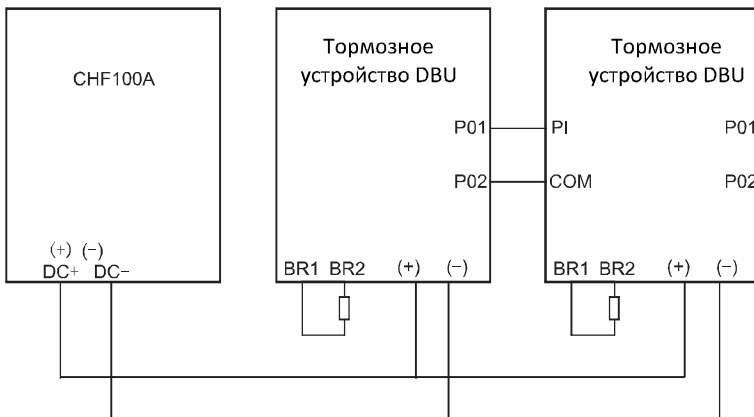 CHF100A
(+) (-)
DC+ DC-
Тормозное
устройство DBU
P01
P02
BR1 BR2 (+) (-)
Тормозное
устройство DBU
PI
COM
P01
P02
BR1 BR2 (+) (-)